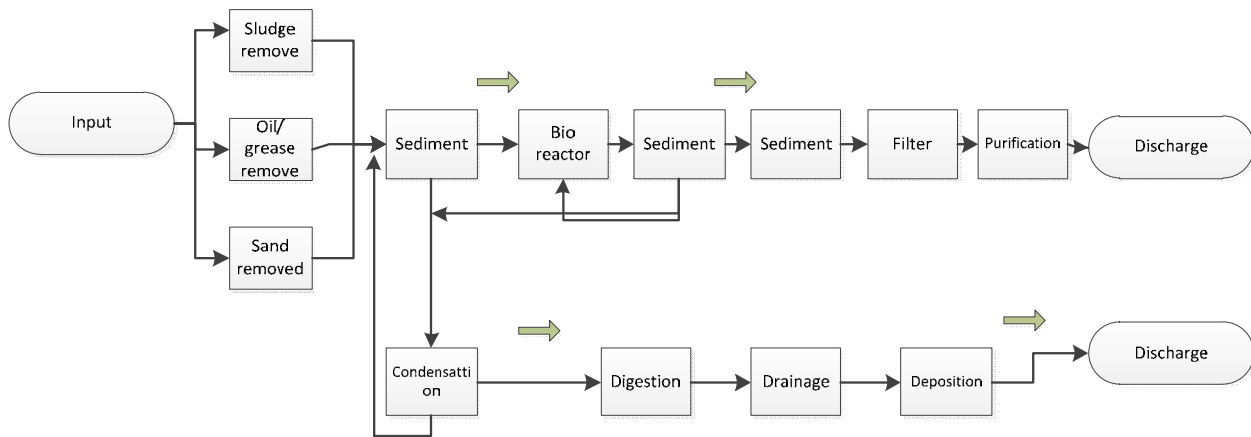 Sludge
remove
Input
Oil/
grease
remove
Sand
removed
Sediment
Bio
reactor
Sediment
Sediment
Filter
Purification
Discharge
Condensatti
on
Digestion
Drainage
Deposition
Discharge